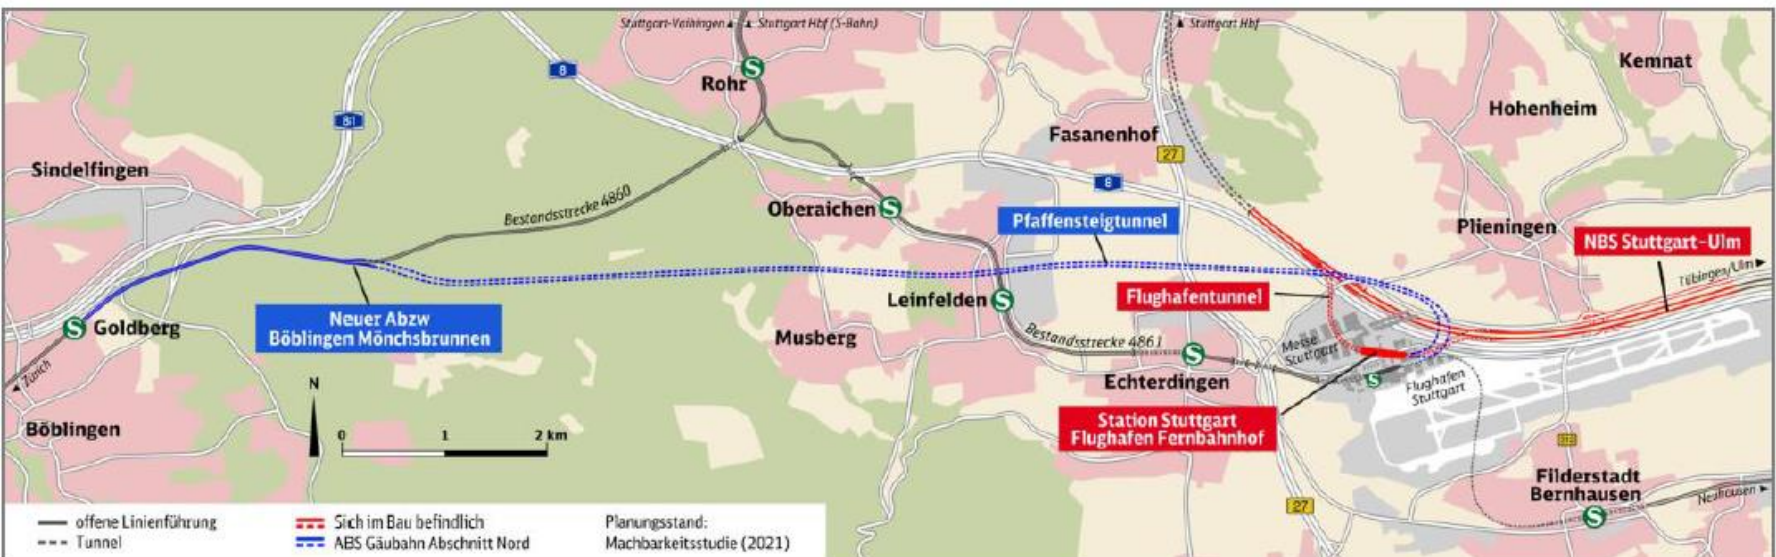 Stuttgart-Vaihingen ▲
▲ Stuttgart Hbf (S-Bahn)
▲ Stuttgart Hbf
Kemnat
8
Rohr
S
Hohenheim
81
Fasanenhof
27
Sindelfingen
8
Bestandsstrecke 4860
Oberaichen S
Pfaffensteigtunnel
Plieningen
NBS Stuttgart–Ulm
Tübingen/Ulm ►
Leinfelden S
Flughafentunnel
S Goldberg
Neuer Abzw
Böblingen Mönchsbrunnen
Musberg
Bestandsstrecke 4861
S
Echterdingen
Messe
Stuttgart
S
Flughafen
Stuttgart
◄ Zürich
N
Böblingen
0 1 2 km
Station Stuttgart
Flughafen Fernbahnhof
312
Filderstadt
Bernhausen
S
Neuhausen ►
27
offene Linienführung
Tunnel
Sich im Bau befindlich
ABS Gäubahn Abschnitt Nord
Planungsstand:
Machbarkeitsstudie (2021)